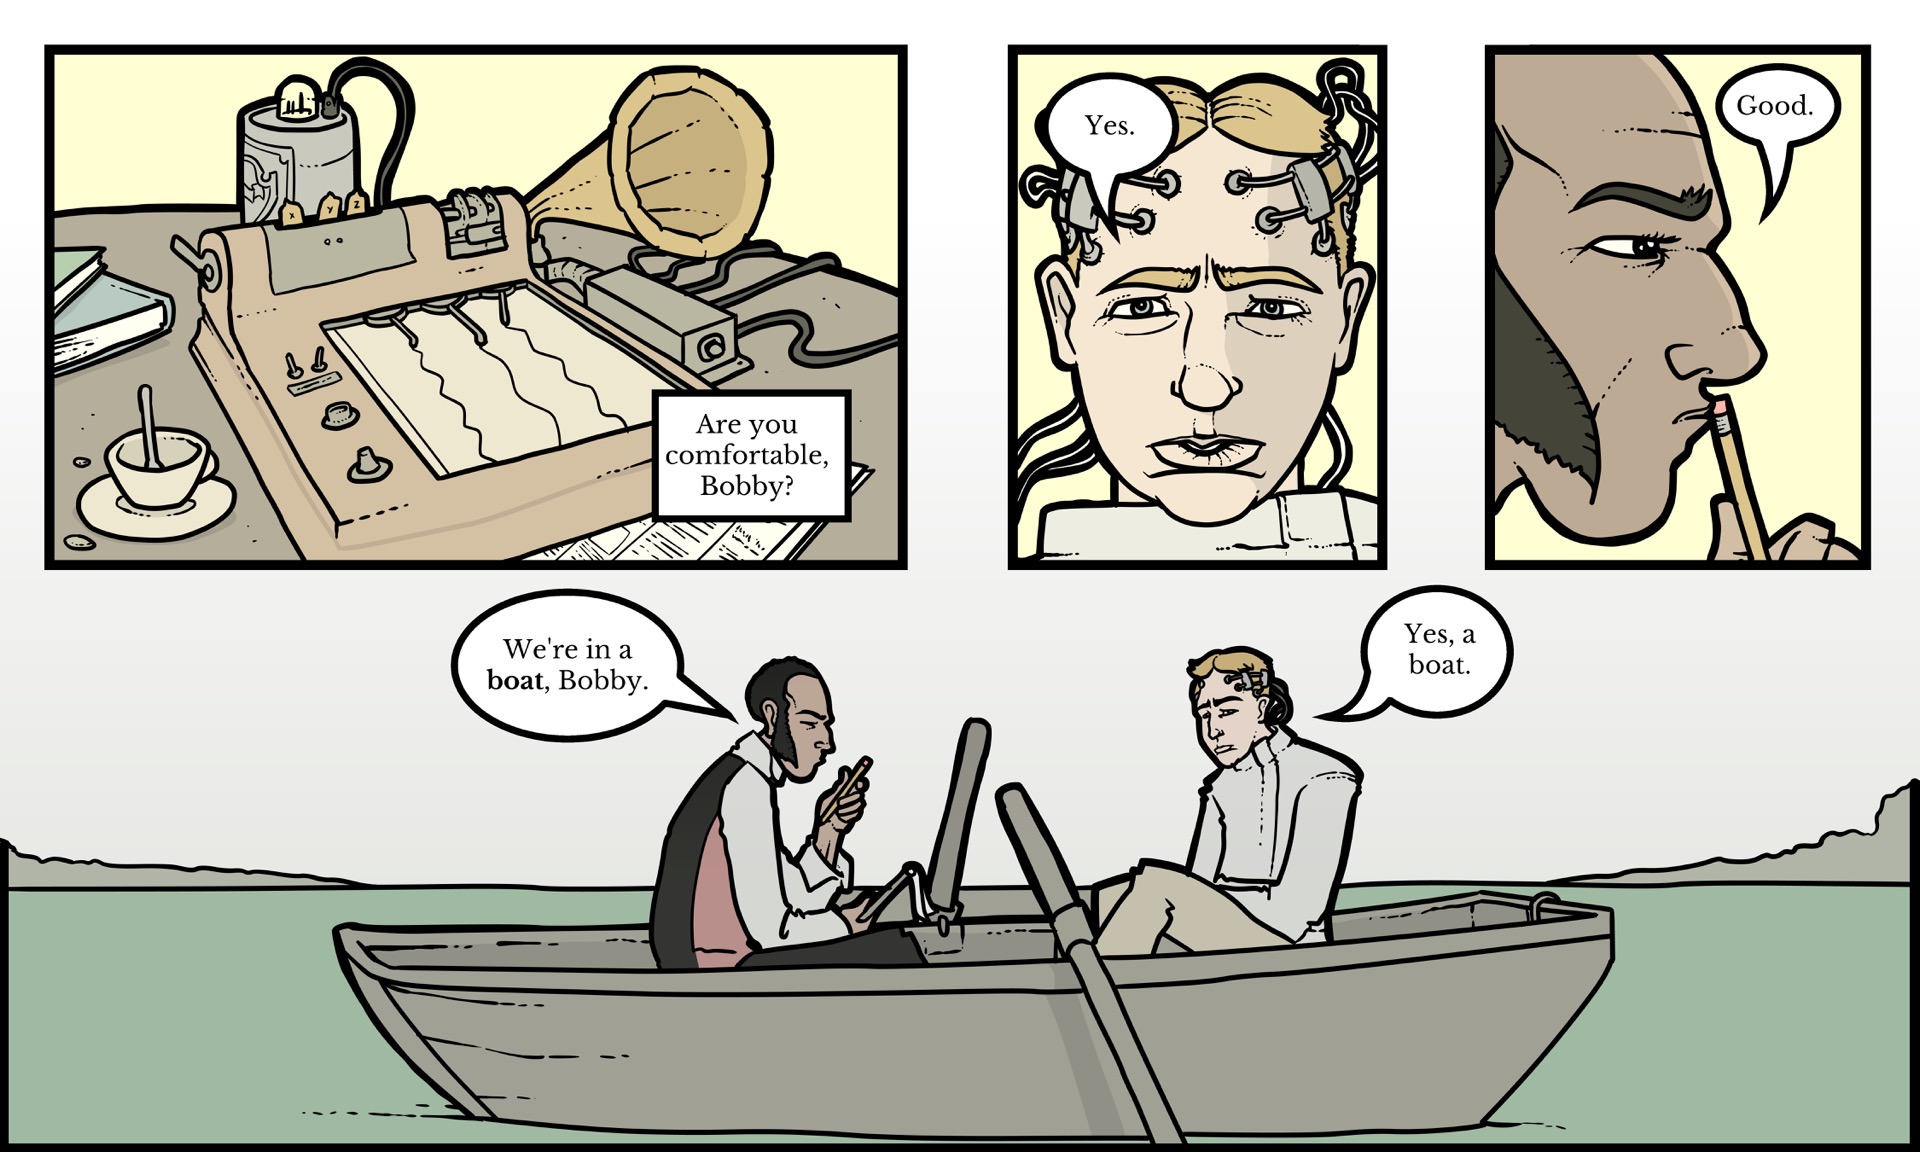 X
Y
Z
Are you
comfortable,
Bobby?
Yes.
Good.
We're in a
boat, Bobby.
Yes, a
boat.